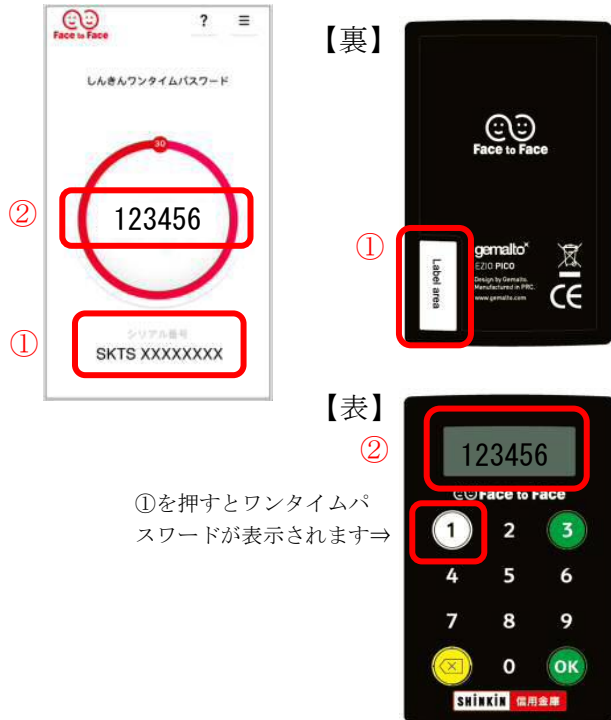 Face to Face
?
しんきんワンタイムパスワード
30
②
123456
①
シリアル番号
SKTS XXXXXXXX
【裏】
Face to Face
①
Label area
gemalto×
EZIO PICO
Design by Gemalto.
Manufactured in PRC.
www.gemalto.com
CE
【表】
②
123456
Face to Face
①を押すとワンタイムパ
スワードが表示されます⇒
1 2 3
4 5 6
7 8 9
0 OK
SHiNKiN 信用金庫